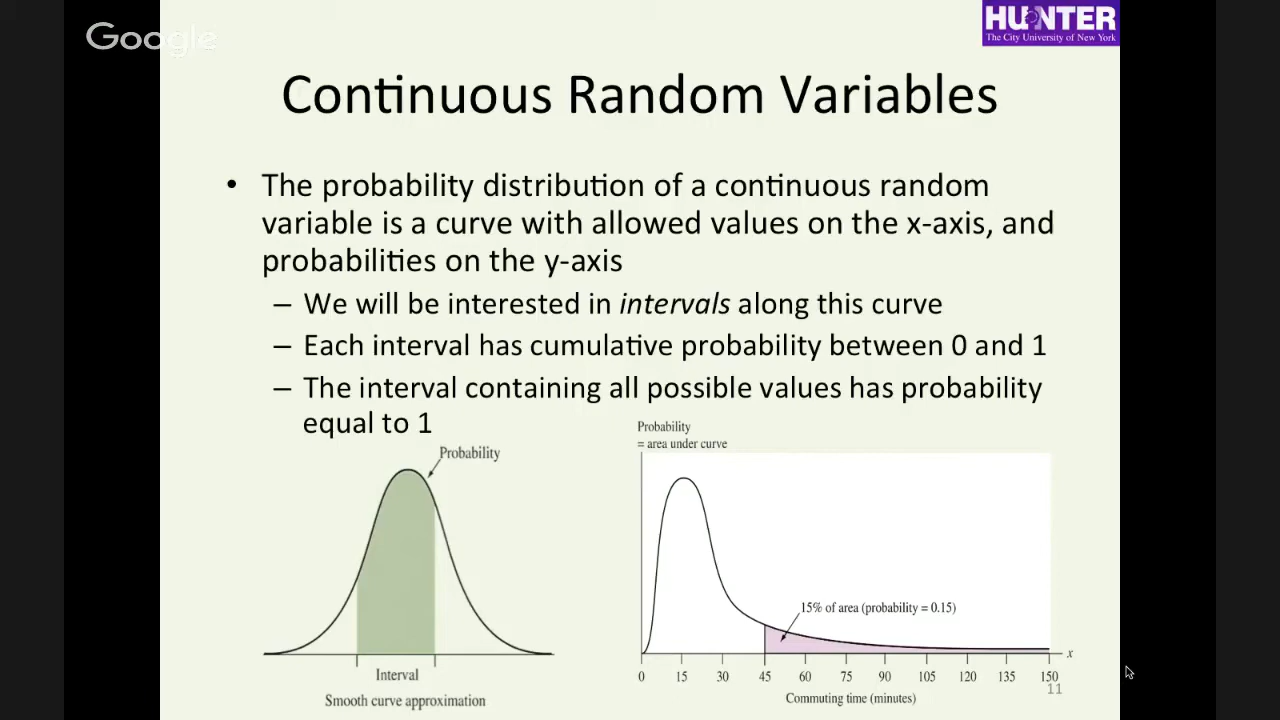 Google
HUNTER
The City University of New York
Continuous Random Variables
• The probability distribution of a continuous random
variable is a curve with allowed values on the x-axis, and
probabilities on the y-axis
– We will be interested in intervals along this curve
– Each interval has cumulative probability between 0 and 1
– The interval containing all possible values has probability
equal to 1
Probability
Interval
Smooth curve approximation
Probability
= area under curve
15% of area (probability = 0.15)
x
0 15 30 45 60 75 90 105 120 135 150
Commuting time (minutes)
11